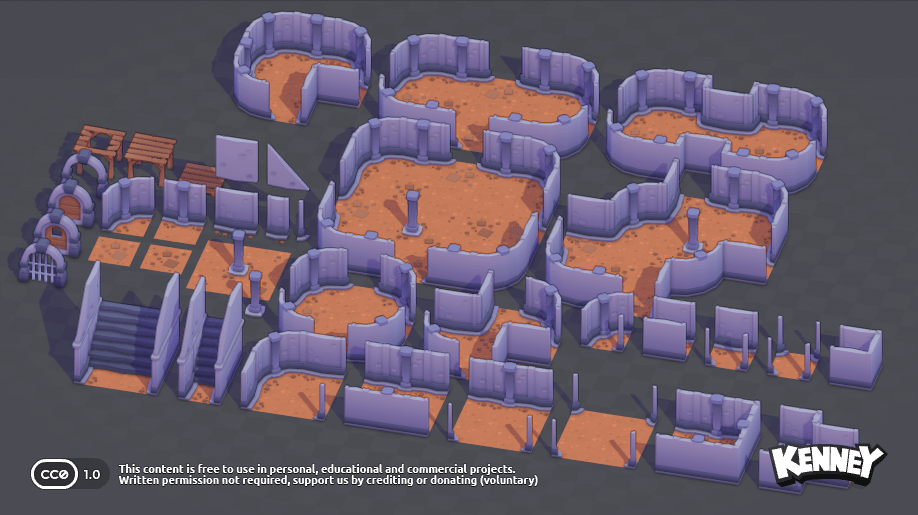 CC0 1.0
This content is free to use in personal, educational and commercial projects.
Written permission not required, support us by crediting or donating (voluntary)
KENNEY